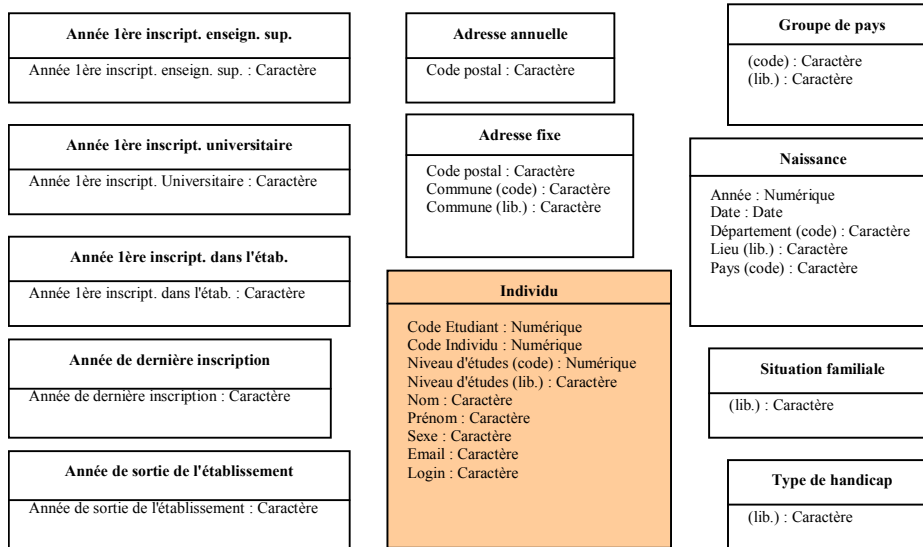 Année 1ère inscript. enseign. sup.
Année 1ère inscript. enseign. sup. : Caractère
Année 1ère inscript. universitaire
Année 1ère inscript. Universitaire : Caractère
Année 1ère inscript. dans l'étab.
Année 1ère inscript. dans l'étab. : Caractère
Année de dernière inscription
Année de dernière inscription : Caractère
Année de sortie de l'établissement
Année de sortie de l'établissement : Caractère
Adresse annuelle
Code postal : Caractère
Adresse fixe
Code postal : Caractère
Commune (code) : Caractère
Commune (lib.) : Caractère
Individu
Code Etudiant : Numérique
Code Individu : Numérique
Niveau d'études (code) : Numérique
Niveau d'études (lib.) : Caractère
Nom : Caractère
Prénom : Caractère
Sexe : Caractère
Email : Caractère
Login : Caractère
Groupe de pays
(code) : Caractère
(lib.) : Caractère
Naissance
Année : Numérique
Date : Date
Département (code) : Caractère
Lieu (lib.) : Caractère
Pays (code) : Caractère
Situation familiale
(lib.) : Caractère
Type de handicap
(lib.) : Caractère